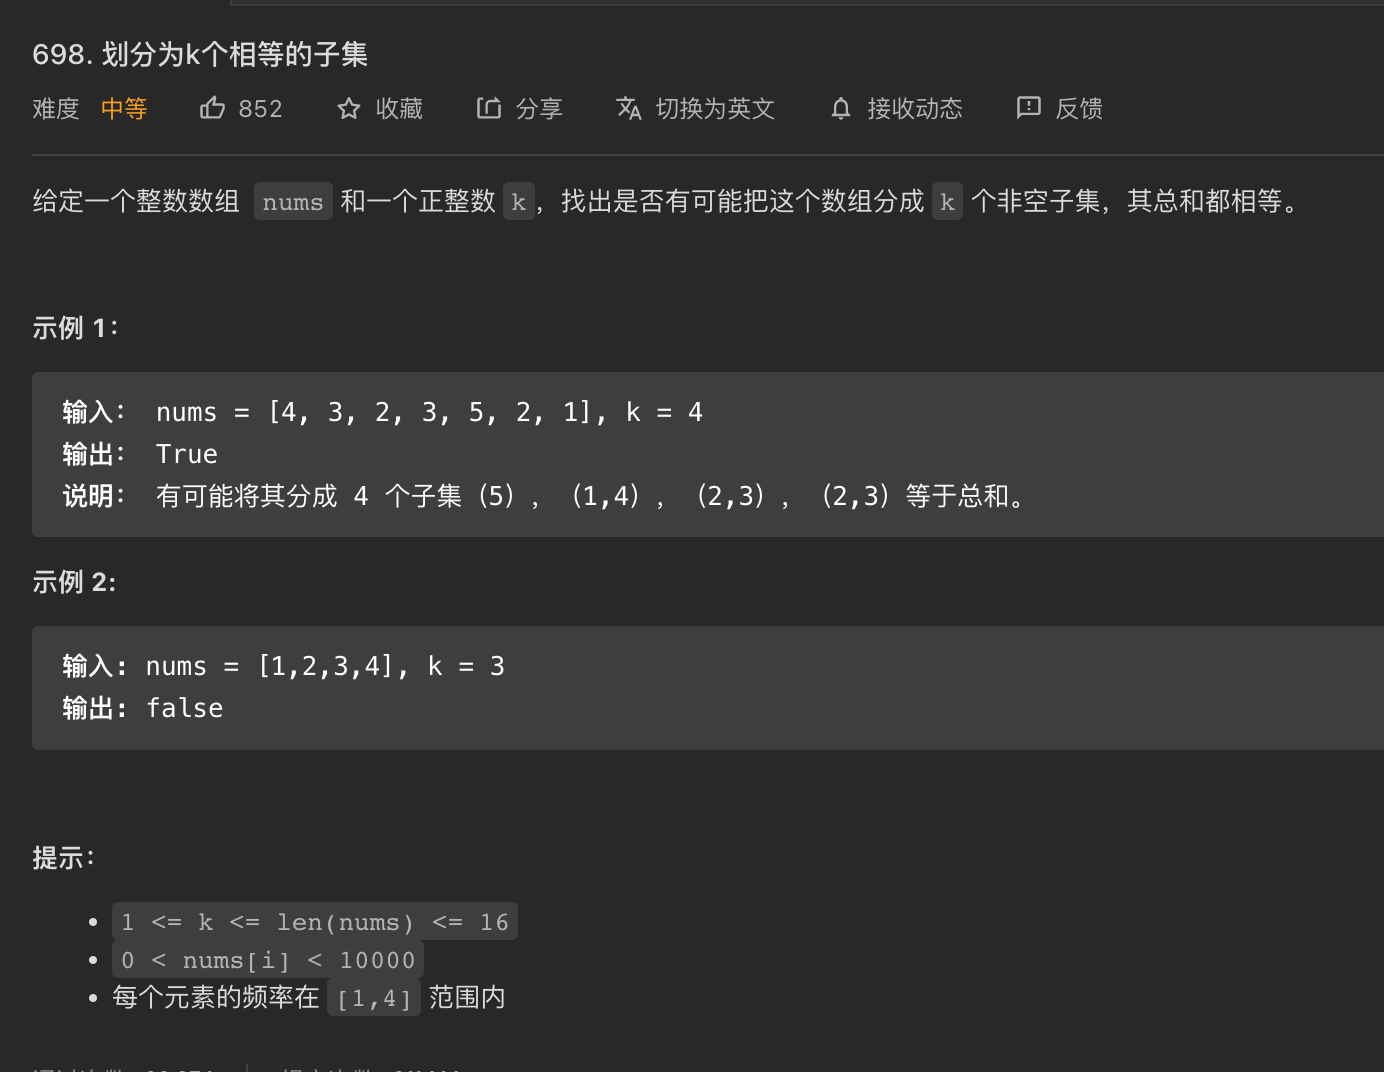 698. 划分为k个相等的子集
难度 中等 852 收藏 分享 切换为英文 接收动态 反馈
给定一个整数数组 nums 和一个正整数 k，找出是否有可能把这个数组分成 k 个非空子集，其总和都相等。
示例 1：
输入： nums = [4, 3, 2, 3, 5, 2, 1], k = 4
输出： True
说明： 有可能将其分成 4 个子集（5），（1,4），（2,3），（2,3）等于总和。
示例 2:
输入: nums = [1,2,3,4], k = 3
输出: false
提示：
1 <= k <= len(nums) <= 16
0 < nums[i] < 10000
每个元素的频率在 [1,4] 范围内